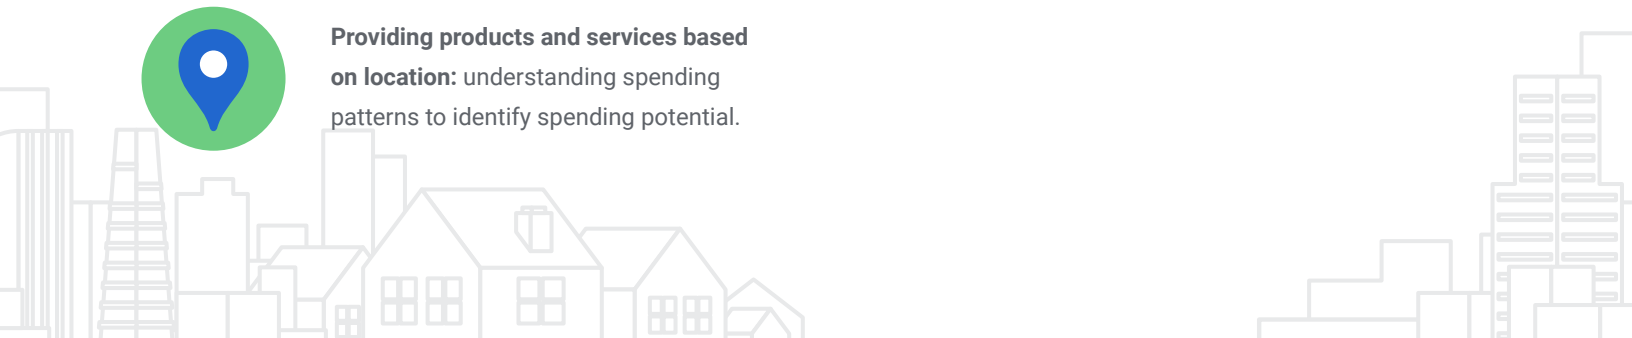 Providing products and services based
on location: understanding spending
patterns to identify spending potential.